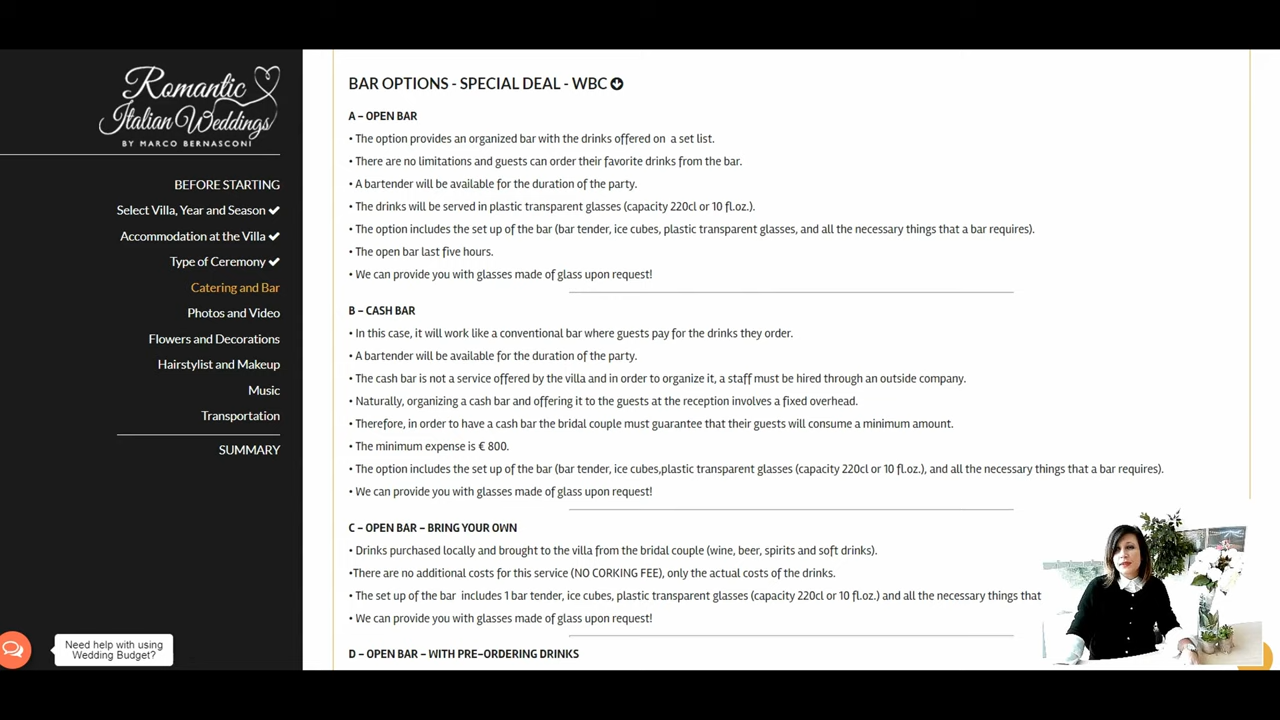 Romantic
Italian Weddings
BY MARCO BERNASCONI
BEFORE STARTING
Select Villa, Year and Season
Accommodation at the Villa
Type of Ceremony
Catering and Bar
Photos and Video
Flowers and Decorations
Hairstylist and Makeup
Music
Transportation
SUMMARY
Need help with using
Wedding Budget?
BAR OPTIONS - SPECIAL DEAL - WBC
A – OPEN BAR
• The option provides an organized bar with the drinks offered on a set list.
• There are no limitations and guests can order their favorite drinks from the bar.
• A bartender will be available for the duration of the party.
• The drinks will be served in plastic transparent glasses (capacity 220cl or 10 fl.oz.).
• The option includes the set up of the bar (bar tender, ice cubes, plastic transparent glasses, and all the necessary things that a bar requires).
• The open bar last five hours.
• We can provide you with glasses made of glass upon request!
B – CASH BAR
• In this case, it will work like a conventional bar where guests pay for the drinks they order.
• A bartender will be available for the duration of the party.
• The cash bar is not a service offered by the villa and in order to organize it, a staff must be hired through an outside company.
• Naturally, organizing a cash bar and offering it to the guests at the reception involves a fixed overhead.
• Therefore, in order to have a cash bar the bridal couple must guarantee that their guests will consume a minimum amount.
• The minimum expense is € 800.
• The option includes the set up of the bar (bar tender, ice cubes,plastic transparent glasses (capacity 220cl or 10 fl.oz.), and all the necessary things that a bar requires).
• We can provide you with glasses made of glass upon request!
C – OPEN BAR – BRING YOUR OWN
• Drinks purchased locally and brought to the villa from the bridal couple (wine, beer, spirits and soft drinks).
•There are no additional costs for this service (NO CORKING FEE), only the actual costs of the drinks.
• The set up of the bar includes 1 bar tender, ice cubes, plastic transparent glasses (capacity 220cl or 10 fl.oz.) and all the necessary things that
• We can provide you with glasses made of glass upon request!
D – OPEN BAR – WITH PRE-ORDERING DRINKS